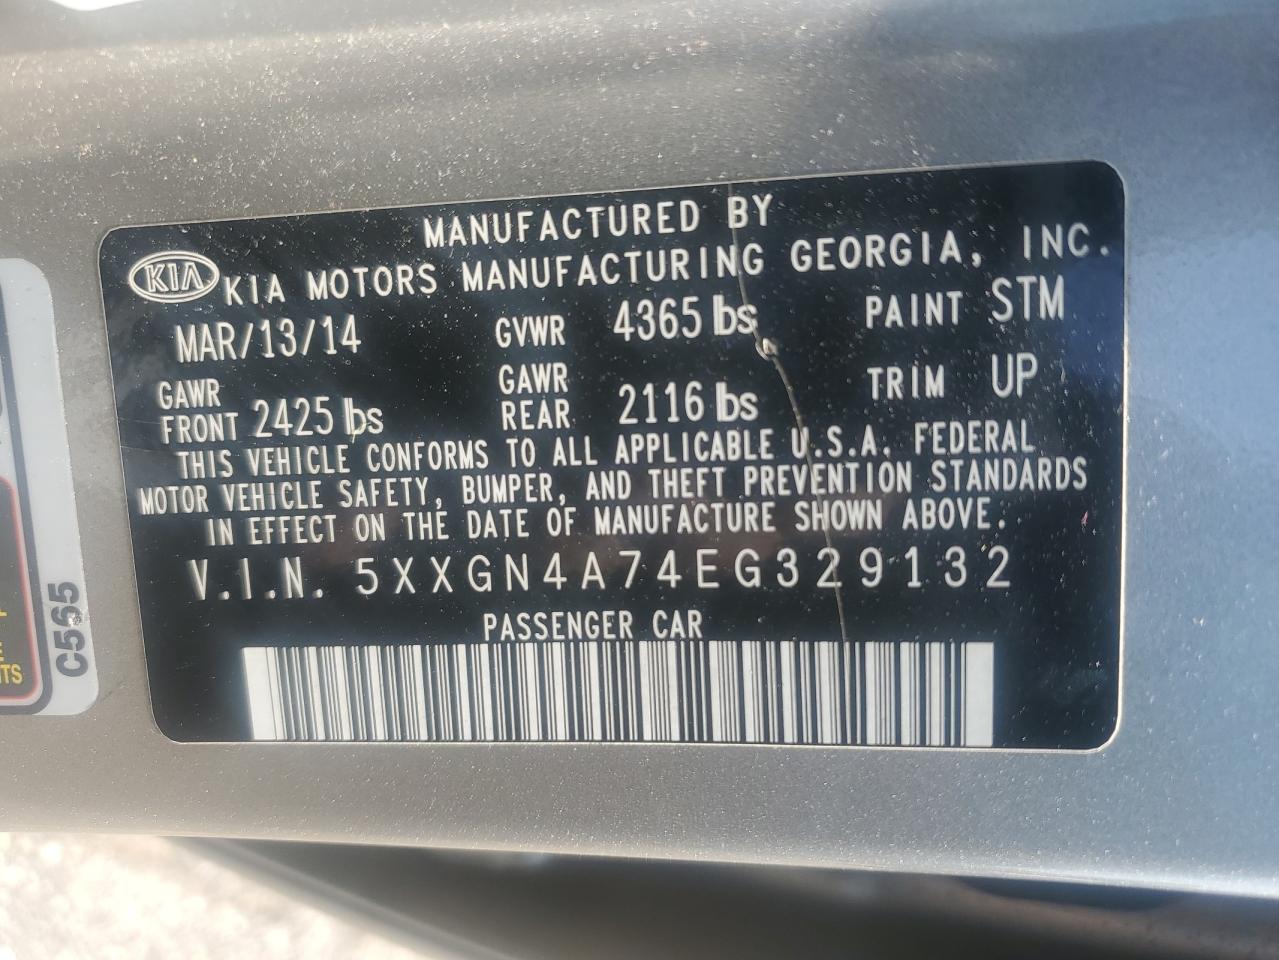 MANUFACTURED BY
KIA KIA MOTORS MANUFACTURING GEORGIA, INC.
MAR/13/14 GVWR 4365 lbs PAINT STM
GAWR FRONT 2425 lbs GAWR REAR 2116 lbs TRIM UP
THIS VEHICLE CONFORMS TO ALL APPLICABLE U.S.A. FEDERAL
MOTOR VEHICLE SAFETY, BUMPER, AND THEFT PREVENTION STANDARDS
IN EFFECT ON THE DATE OF MANUFACTURE SHOWN ABOVE.
V.I.N. 5XXGN4A74EG329132
PASSENGER CAR
C565